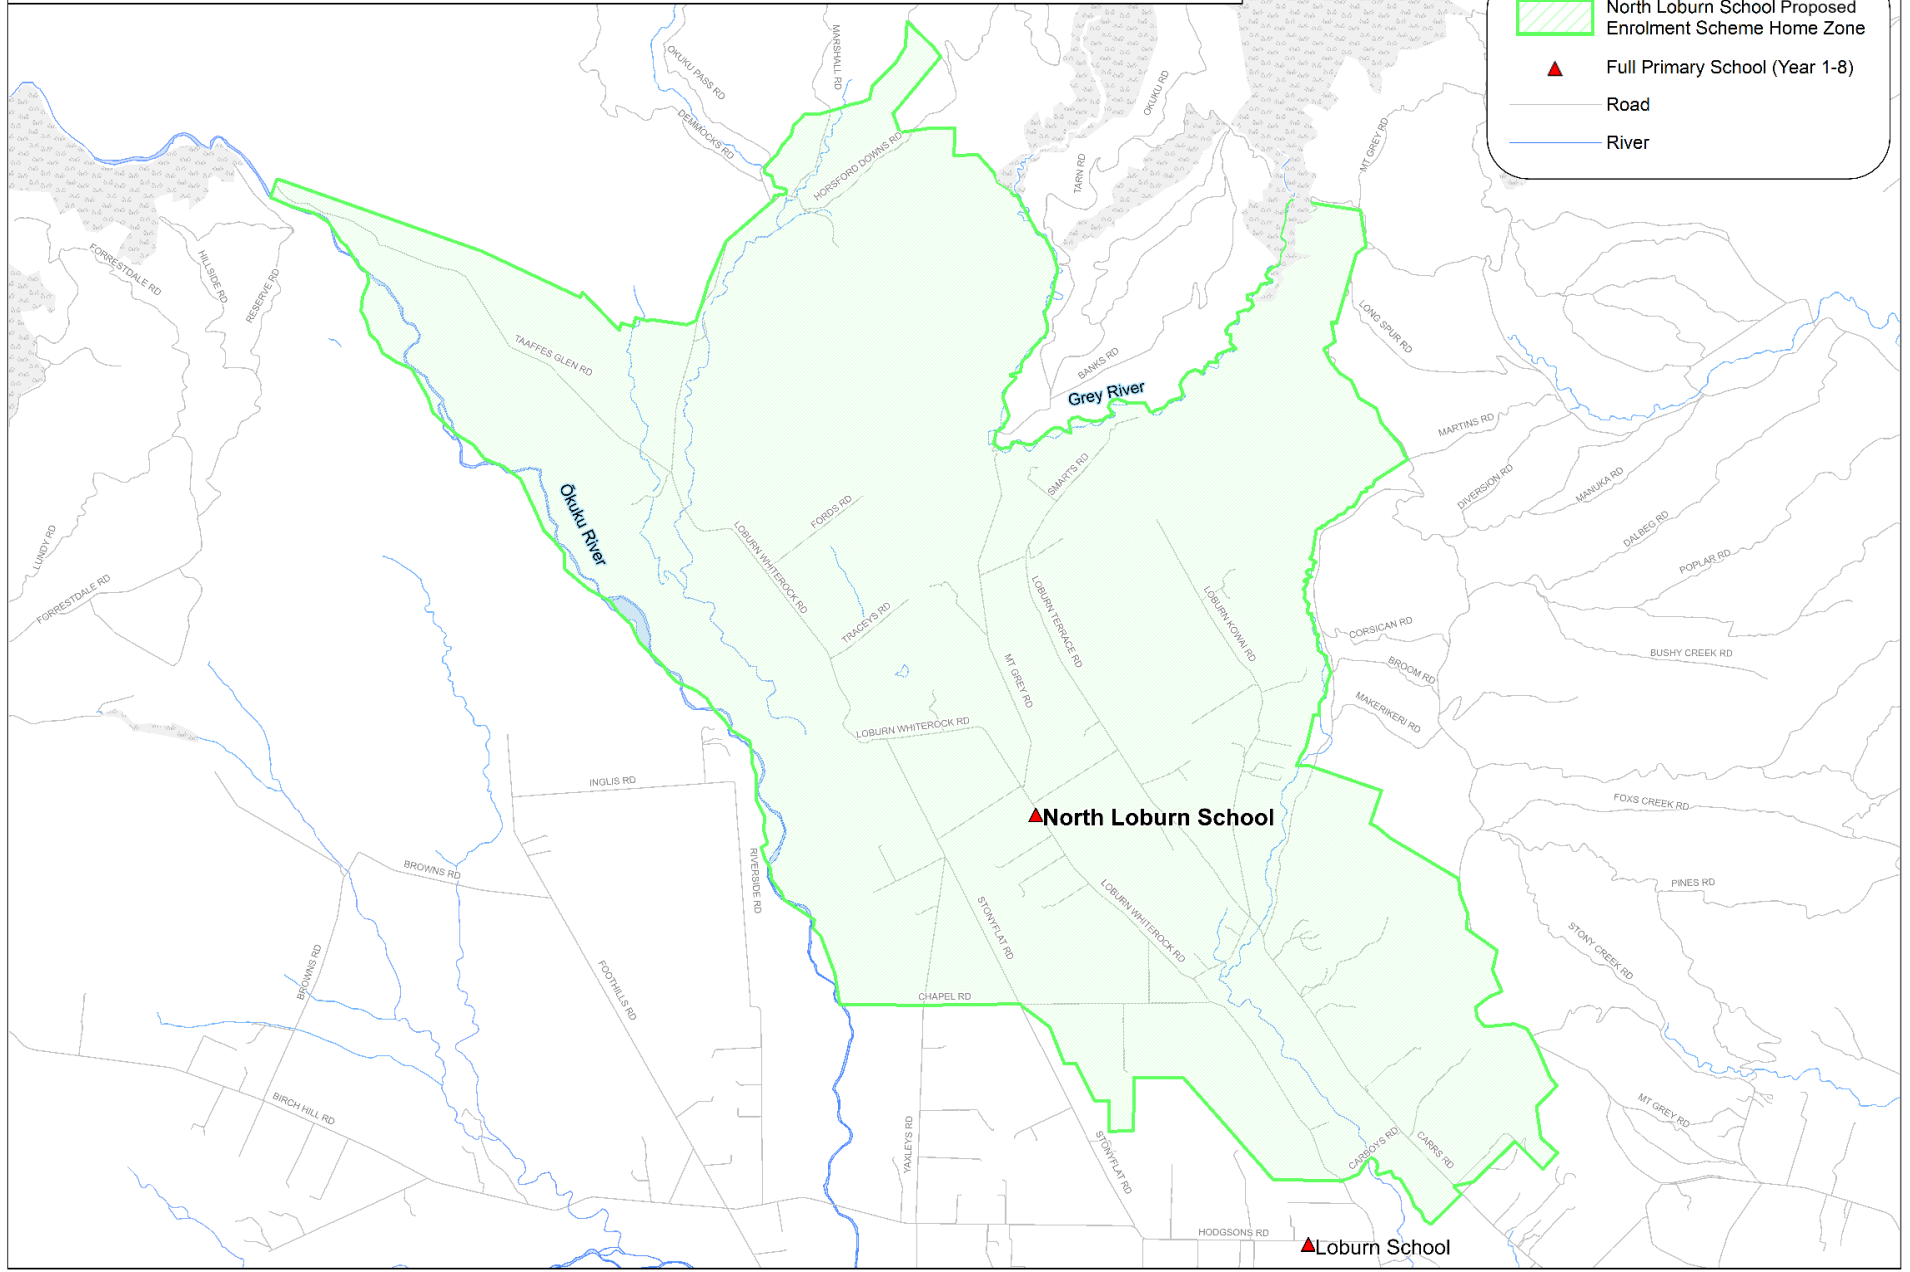 North Loburn School Proposed
Enrolment Scheme Home Zone
Full Primary School (Year 1-8)
Road
River
MARSHALL RD
OKUKU PASS RD
DEMMOCKS RD
HORSFORD DOWNS RD
OKUKU RD
TARN RD
MT GREY RD
FORRESTDALE RD
HILLSIDE RD
RESERVE RD
TAAFFES GLEN RD
LONG SPUR RD
BANKS RD
Grey River
MARTINS RD
SMARTS RD
DIVERSION RD
MANUKA RD
Ōkuku River
FORDS RD
LOBURN WHITEROCK RD
DALBEG RD
POPLAR RD
LUNDY RD
FORRESTDALE RD
TRACEYS RD
LOBURN TERRACE RD
LOBURN KOWAI RD
CORSICAN RD
BUSHY CREEK RD
BROOM RD
MT GREY RD
MAKERIKERI RD
LOBURN WHITEROCK RD
INGLIS RD
FOXS CREEK RD
North Loburn School
BROWNS RD
RIVERSIDE RD
PINES RD
LOBURN WHITEROCK RD
STONYFLAT RD
STONY CREEK RD
BROWNS RD
FOOTHILLS RD
CHAPEL RD
BIRCH HILL RD
MT GREY RD
YAXLEYS RD
STONYFLAT RD
CARBOYS RD
CARRS RD
HODGSONS RD
Loburn School